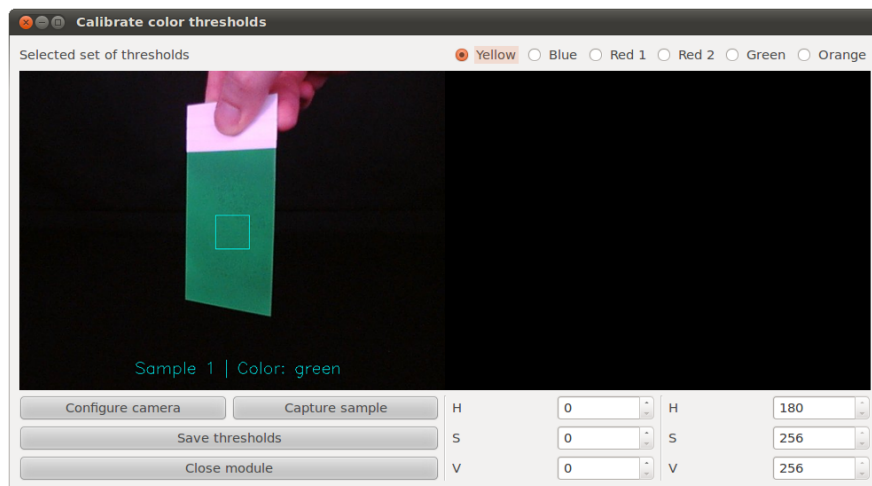 Calibrate color thresholds
Selected set of thresholds Yellow Blue Red 1 Red 2 Green Orange
Sample 1 | Color: green
Configure camera Capture sample H 0 H 180
Save thresholds S 0 S 256
Close module V 0 V 256